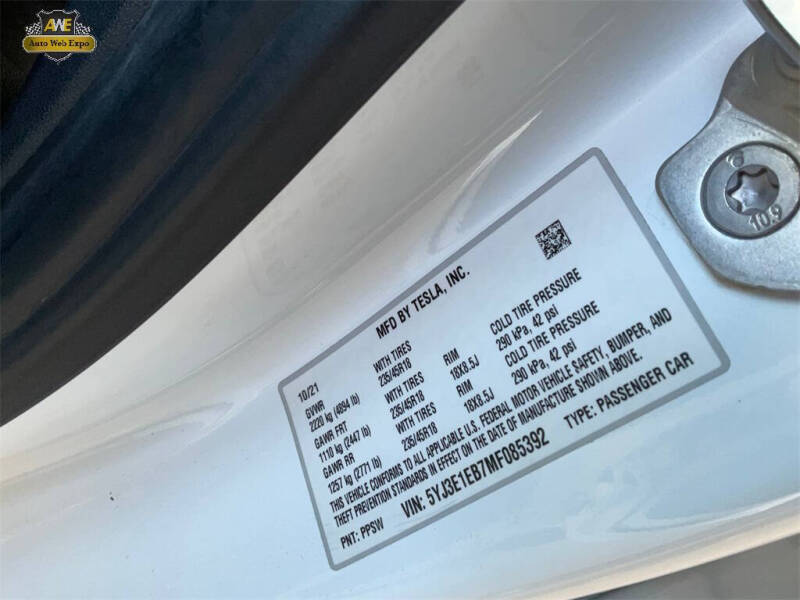 AWE
Auto Web Expo
10.9
MFD BY TESLA, INC.
10/21
GVWR WITH TIRES RIM COLD TIRE PRESSURE
2220 kg (4894 lb) 235/45R18 18X8.5J 290 kPa, 42 psi
GAWR FRT WITH TIRES RIM COLD TIRE PRESSURE
1110 kg (2447 lb) 235/45R18 18X8.5J 290 kPa, 42 psi
GAWR RR WITH TIRES
1257 kg (2771 lb) 235/45R18
THIS VEHICLE CONFORMS TO ALL APPLICABLE U.S. FEDERAL MOTOR VEHICLE SAFETY, BUMPER, AND
THEFT PREVENTION STANDARDS IN EFFECT ON THE DATE OF MANUFACTURE SHOWN ABOVE.
VIN: 5YJ3E1EB7MF085392 TYPE: PASSENGER CAR
PNT: PPSW